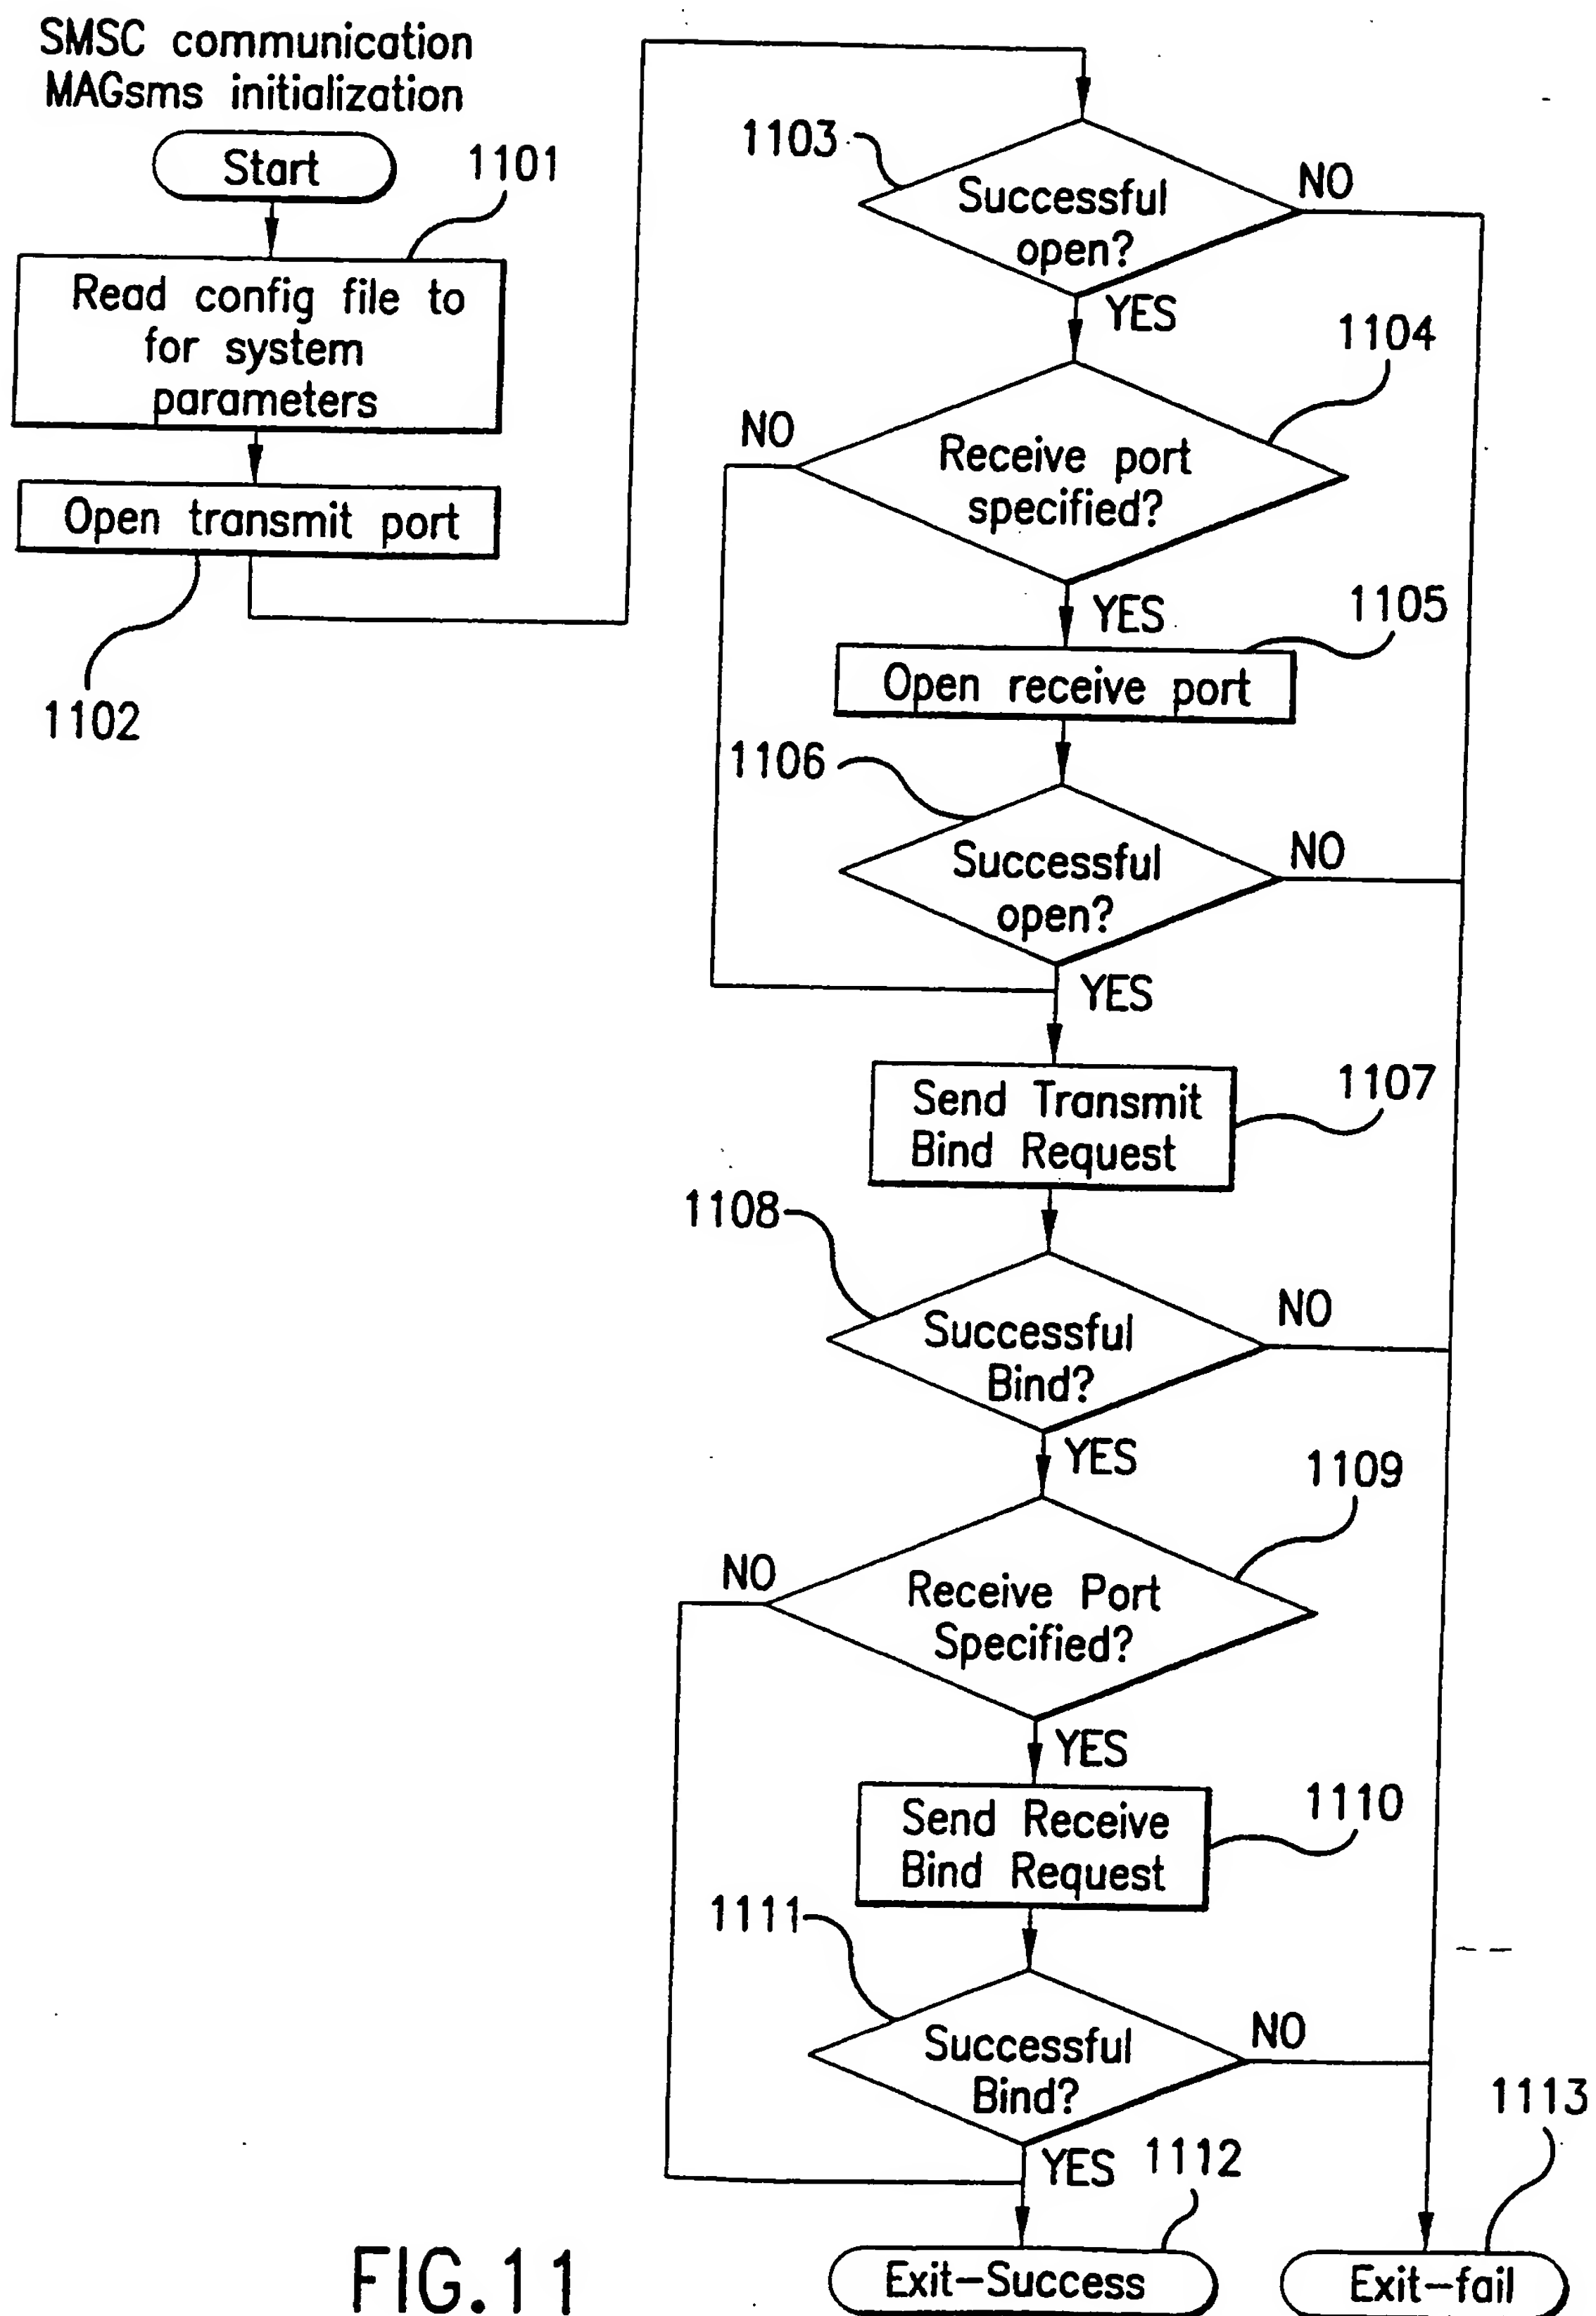 SMSC communication
MAGsms initialization
Start
1101
Read config file to
for system
parameters
Open transmit port
1102
1103
Successful
open?
NO
YES
1104
Receive port
specified?
NO
YES
1105
Open receive port
1106
Successful
open?
NO
YES
1107
Send Transmit
Bind Request
1108
Successful
Bind?
NO
YES
1109
Receive Port
Specified?
NO
YES
1110
Send Receive
Bind Request
1111
Successful
Bind?
NO
YES
1112
1113
Exit-Success
Exit-fail
FIG.11